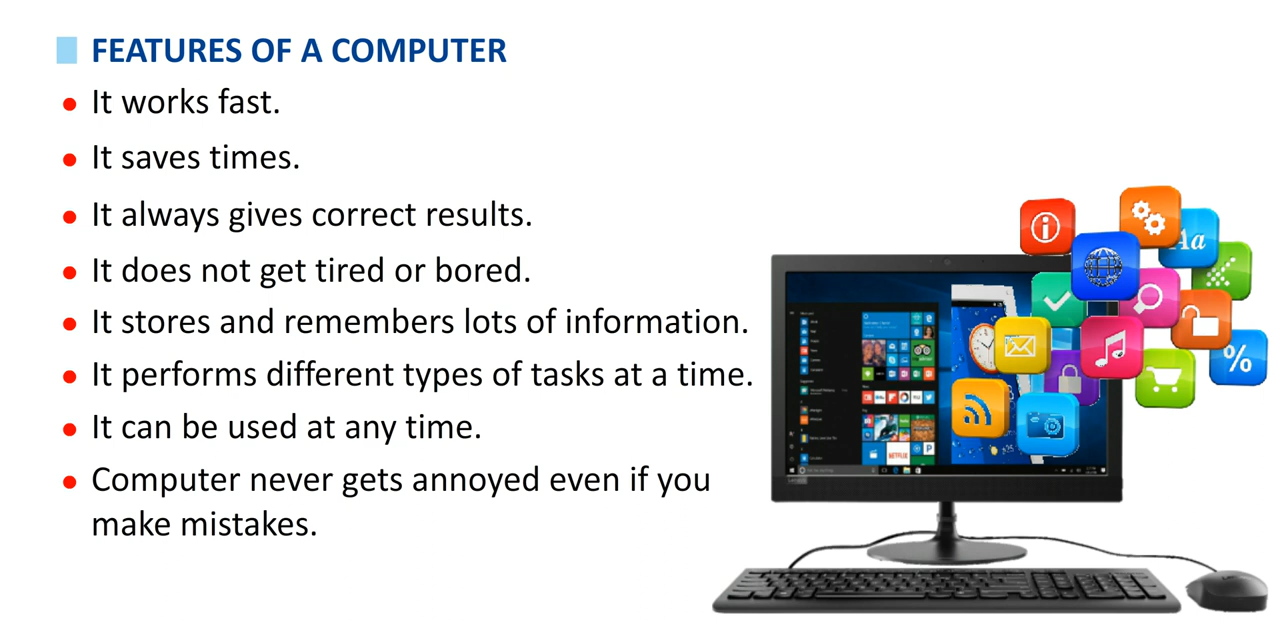 FEATURES OF A COMPUTER
● It works fast.
● It saves times.
● It always gives correct results.
● It does not get tired or bored.
● It stores and remembers lots of information.
● It performs different types of tasks at a time.
● It can be used at any time.
● Computer never gets annoyed even if you
make mistakes.
Aa
%
NETFLIX